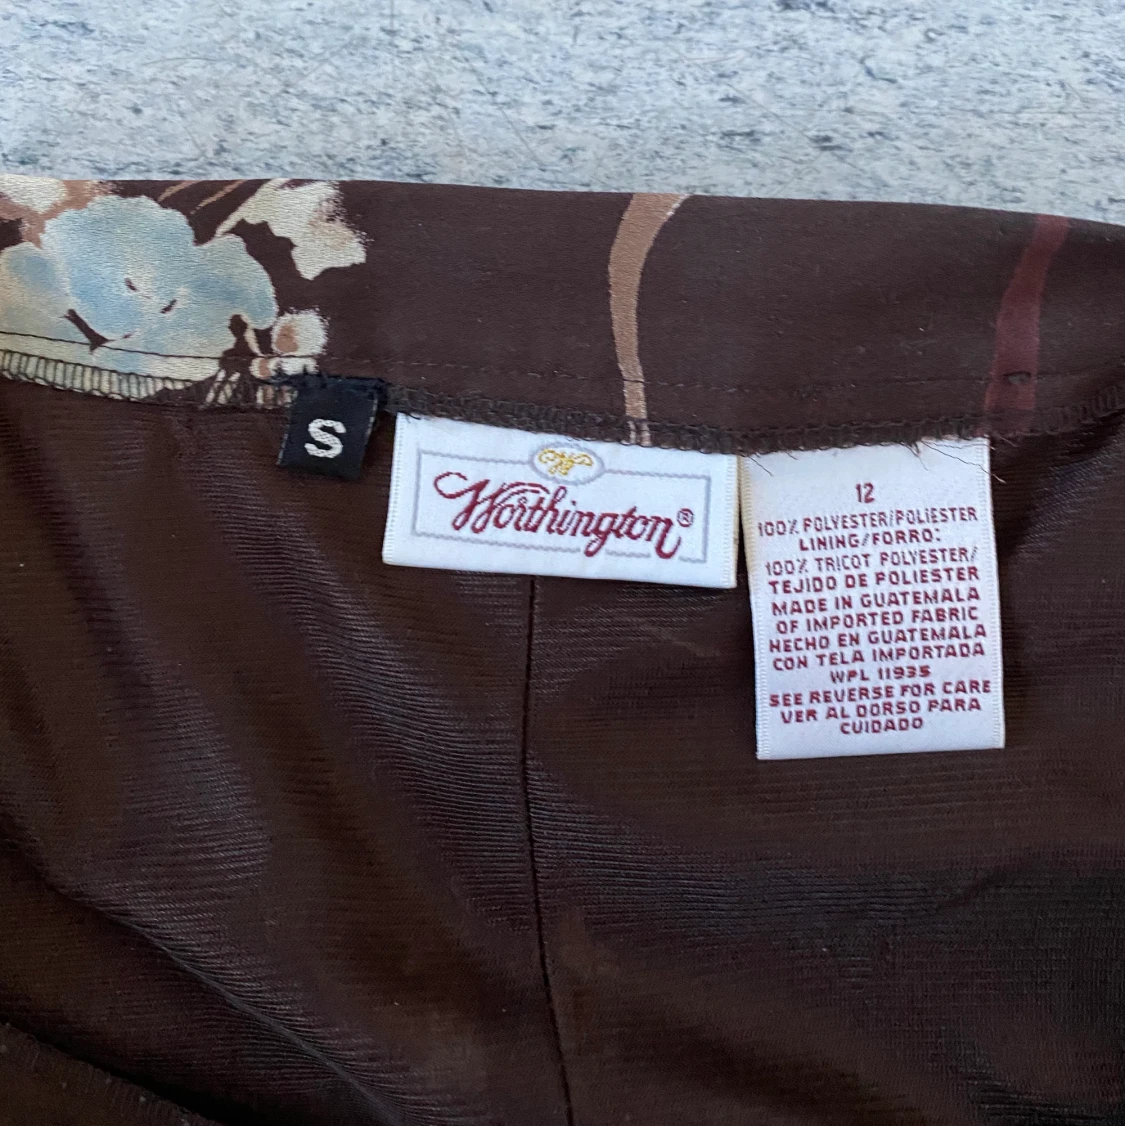 S
Worthington®
12
100% POLYESTER/POLIESTER
LINING/FORRO:
100% TRICOT POLYESTER/
TEJIDO DE POLIESTER
MADE IN GUATEMALA
OF IMPORTED FABRIC
HECHO EN GUATEMALA
CON TELA IMPORTADA
WPL 11935
SEE REVERSE FOR CARE
VER AL DORSO PARA
CUIDADO